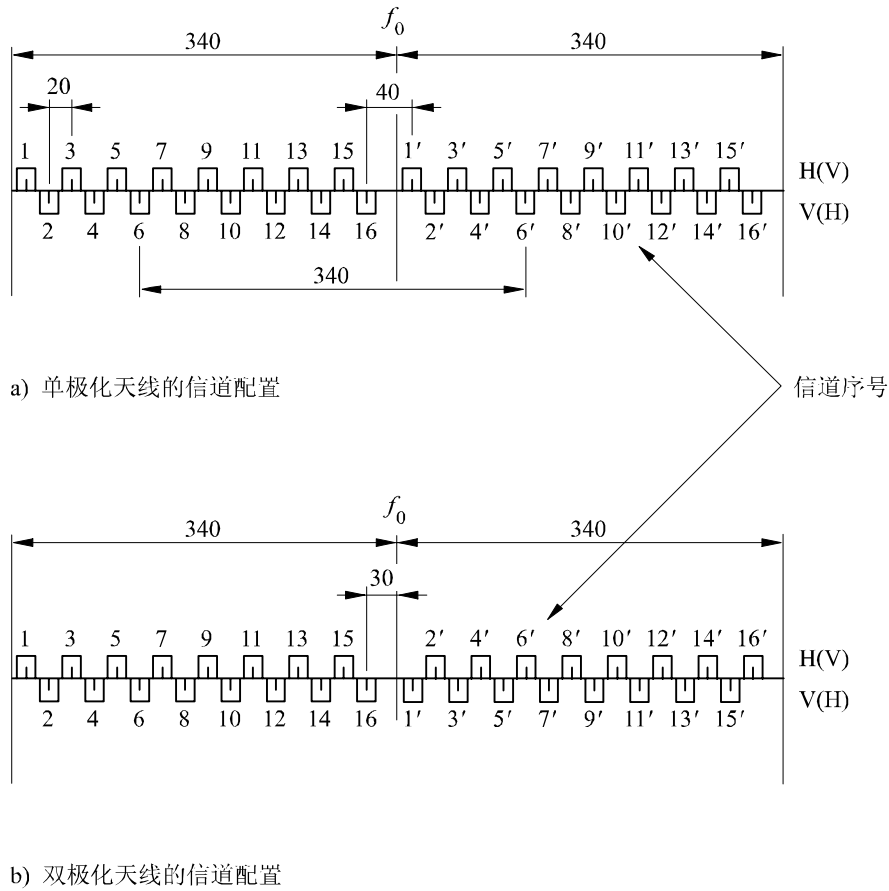 f₀
340 340
20 40
1 3 5 7 9 11 13 15 1′ 3′ 5′ 7′ 9′ 11′ 13′ 15′
H(V)
V(H)
2 4 6 8 10 12 14 16 2′ 4′ 6′ 8′ 10′ 12′ 14′ 16′
340
a) 单极化天线的信道配置
信道序号
f₀
340 340
30
1 3 5 7 9 11 13 15 2′ 4′ 6′ 8′ 10′ 12′ 14′ 16′
H(V)
V(H)
2 4 6 8 10 12 14 16 1′ 3′ 5′ 7′ 9′ 11′ 13′ 15′
b) 双极化天线的信道配置